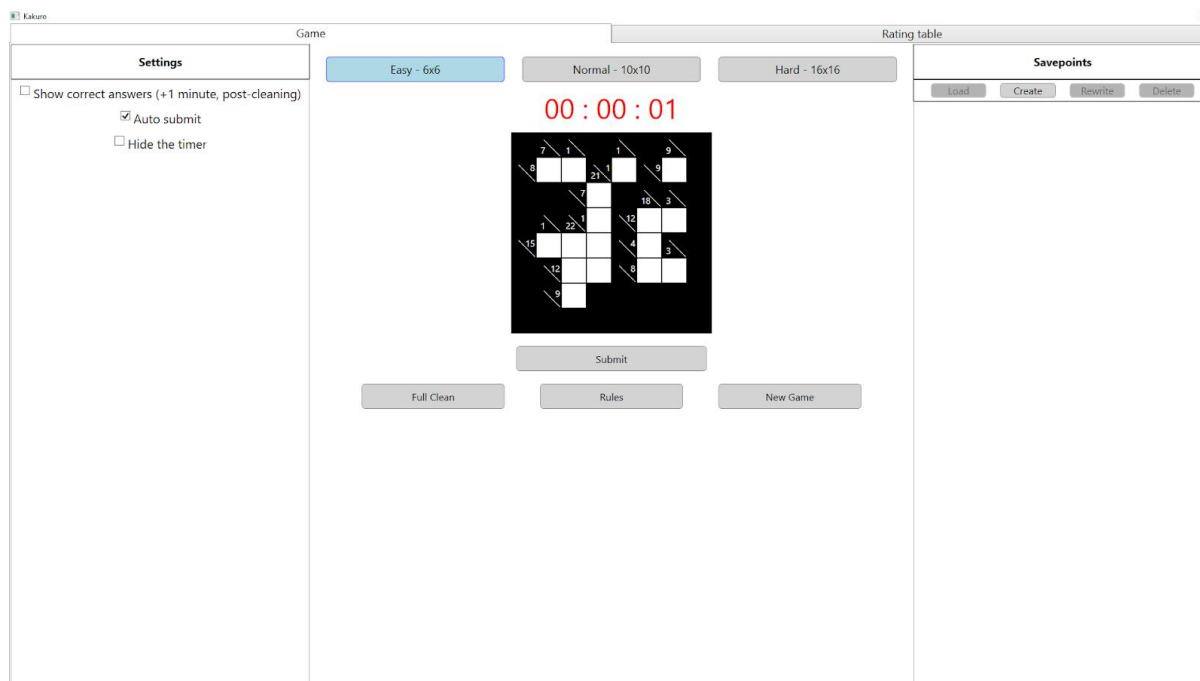 Kakuro
Game Rating table
Settings
Show correct answers (+1 minute, post-cleaning)
Auto submit
Hide the timer
Easy - 6x6 Normal - 10x10 Hard - 16x16
00 : 00 : 01
7 1 1 9
8 21 1 9
7 18 3
1 22 1 12
15 4 3
12 8
9
Submit
Full Clean Rules New Game
Savepoints
Load Create Rewrite Delete